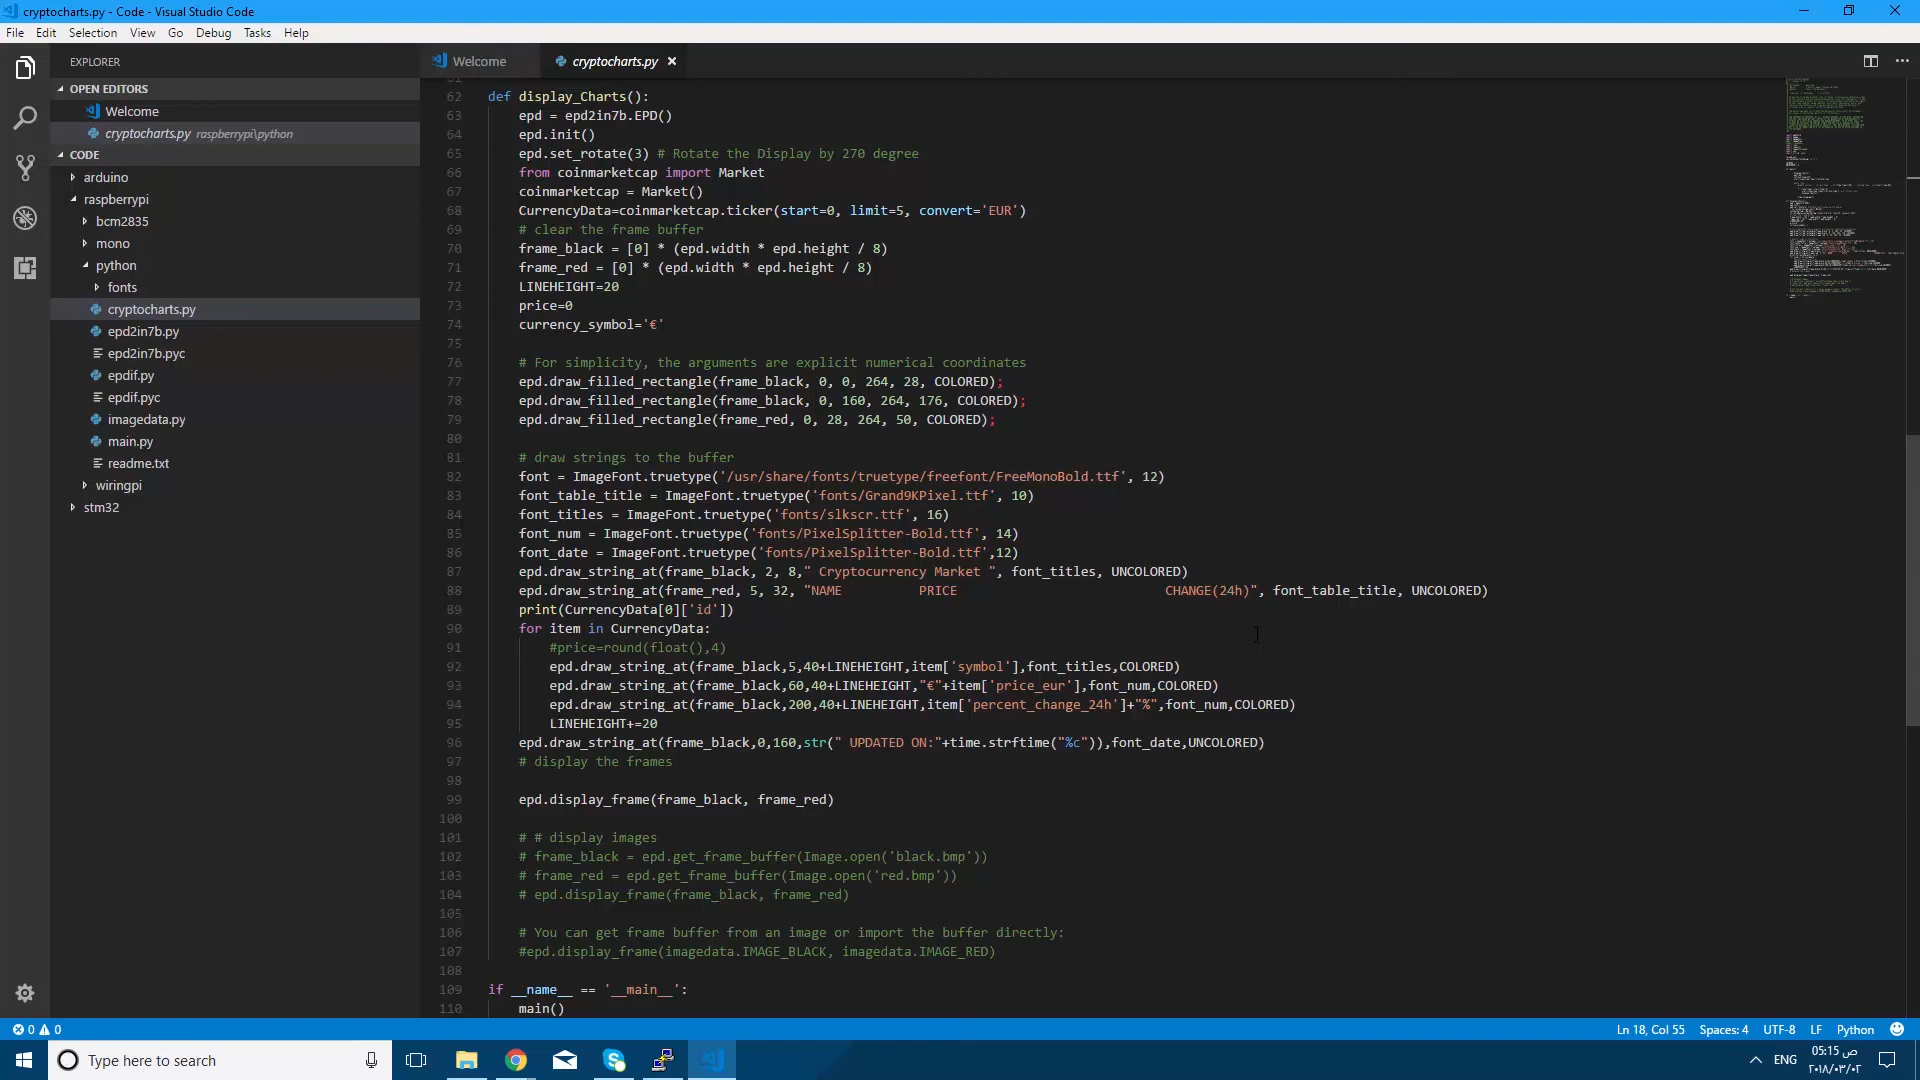 cryptocharts.py - Code - Visual Studio Code
File Edit Selection View Go Debug Tasks Help
EXPLORER
OPEN EDITORS
Welcome
cryptocharts.py raspberrypi\python
CODE
arduino
raspberrypi
bcm2835
mono
python
fonts
cryptocharts.py
epd2in7b.py
epd2in7b.pyc
epdif.py
epdif.pyc
imagedata.py
main.py
readme.txt
wiringpi
stm32
Welcome cryptocharts.py
62 def display_Charts():
63 epd = epd2in7b.EPD()
64 epd.init()
65 epd.set_rotate(3) # Rotate the Display by 270 degree
66 from coinmarketcap import Market
67 coinmarketcap = Market()
68 CurrencyData=coinmarketcap.ticker(start=0, limit=5, convert='EUR')
69 # clear the frame buffer
70 frame_black = [0] * (epd.width * epd.height / 8)
71 frame_red = [0] * (epd.width * epd.height / 8)
72 LINEHEIGHT=20
73 price=0
74 currency_symbol='€'
75
76 # For simplicity, the arguments are explicit numerical coordinates
77 epd.draw_filled_rectangle(frame_black, 0, 0, 264, 28, COLORED);
78 epd.draw_filled_rectangle(frame_black, 0, 160, 264, 176, COLORED);
79 epd.draw_filled_rectangle(frame_red, 0, 28, 264, 50, COLORED);
80
81 # draw strings to the buffer
82 font = ImageFont.truetype('/usr/share/fonts/truetype/freefont/FreeMonoBold.ttf', 12)
83 font_table_title = ImageFont.truetype('fonts/Grand9KPixel.ttf', 10)
84 font_titles = ImageFont.truetype('fonts/slkscr.ttf', 16)
85 font_num = ImageFont.truetype('fonts/PixelSplitter-Bold.ttf', 14)
86 font_date = ImageFont.truetype('fonts/PixelSplitter-Bold.ttf',12)
87 epd.draw_string_at(frame_black, 2, 8," Cryptocurrency Market ", font_titles, UNCOLORED)
88 epd.draw_string_at(frame_red, 5, 32, "NAME PRICE CHANGE(24h)", font_table_title, UNCOLORED)
89 print(CurrencyData[0]['id'])
90 for item in CurrencyData:
91 #price=round(float(),4)
92 epd.draw_string_at(frame_black,5,40+LINEHEIGHT,item['symbol'],font_titles,COLORED)
93 epd.draw_string_at(frame_black,60,40+LINEHEIGHT,"€"+item['price_eur'],font_num,COLORED)
94 epd.draw_string_at(frame_black,200,40+LINEHEIGHT,item['percent_change_24h']+"%",font_num,COLORED)
95 LINEHEIGHT+=20
96 epd.draw_string_at(frame_black,0,160,str(" UPDATED ON:"+time.strftime("%c")),font_date,UNCOLORED)
97 # display the frames
98
99 epd.display_frame(frame_black, frame_red)
100
101 # # display images
102 # frame_black = epd.get_frame_buffer(Image.open('black.bmp'))
103 # frame_red = epd.get_frame_buffer(Image.open('red.bmp'))
104 # epd.display_frame(frame_black, frame_red)
105
106 # You can get frame buffer from an image or import the buffer directly:
107 #epd.display_frame(imagedata.IMAGE_BLACK, imagedata.IMAGE_RED)
108
109 if __name__ == '__main__':
110 main()
0 0 Ln 18, Col 55 Spaces: 4 UTF-8 LF Python
Type here to search ENG 05:15 ص
٢٠١٨/٠٣/٠٢